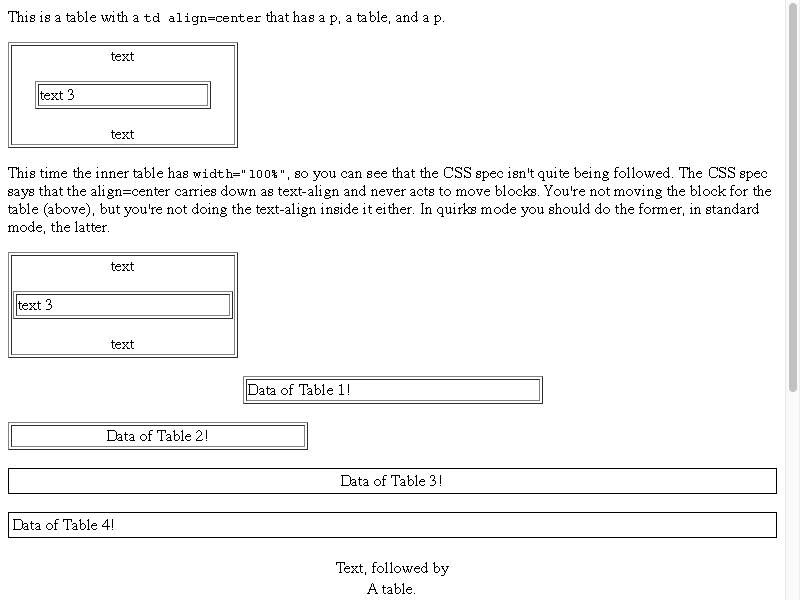 This is a table with a td align=center that has a p, a table, and a p.
text
text 3
text
This time the inner table has width="100%", so you can see that the CSS spec isn't quite being followed. The CSS spec
says that the align=center carries down as text-align and never acts to move blocks. You're not moving the block for the
table (above), but you're not doing the text-align inside it either. In quirks mode you should do the former, in standard
mode, the latter.
text
text 3
text
Data of Table 1!
Data of Table 2!
Data of Table 3!
Data of Table 4!
Text, followed by
A table.